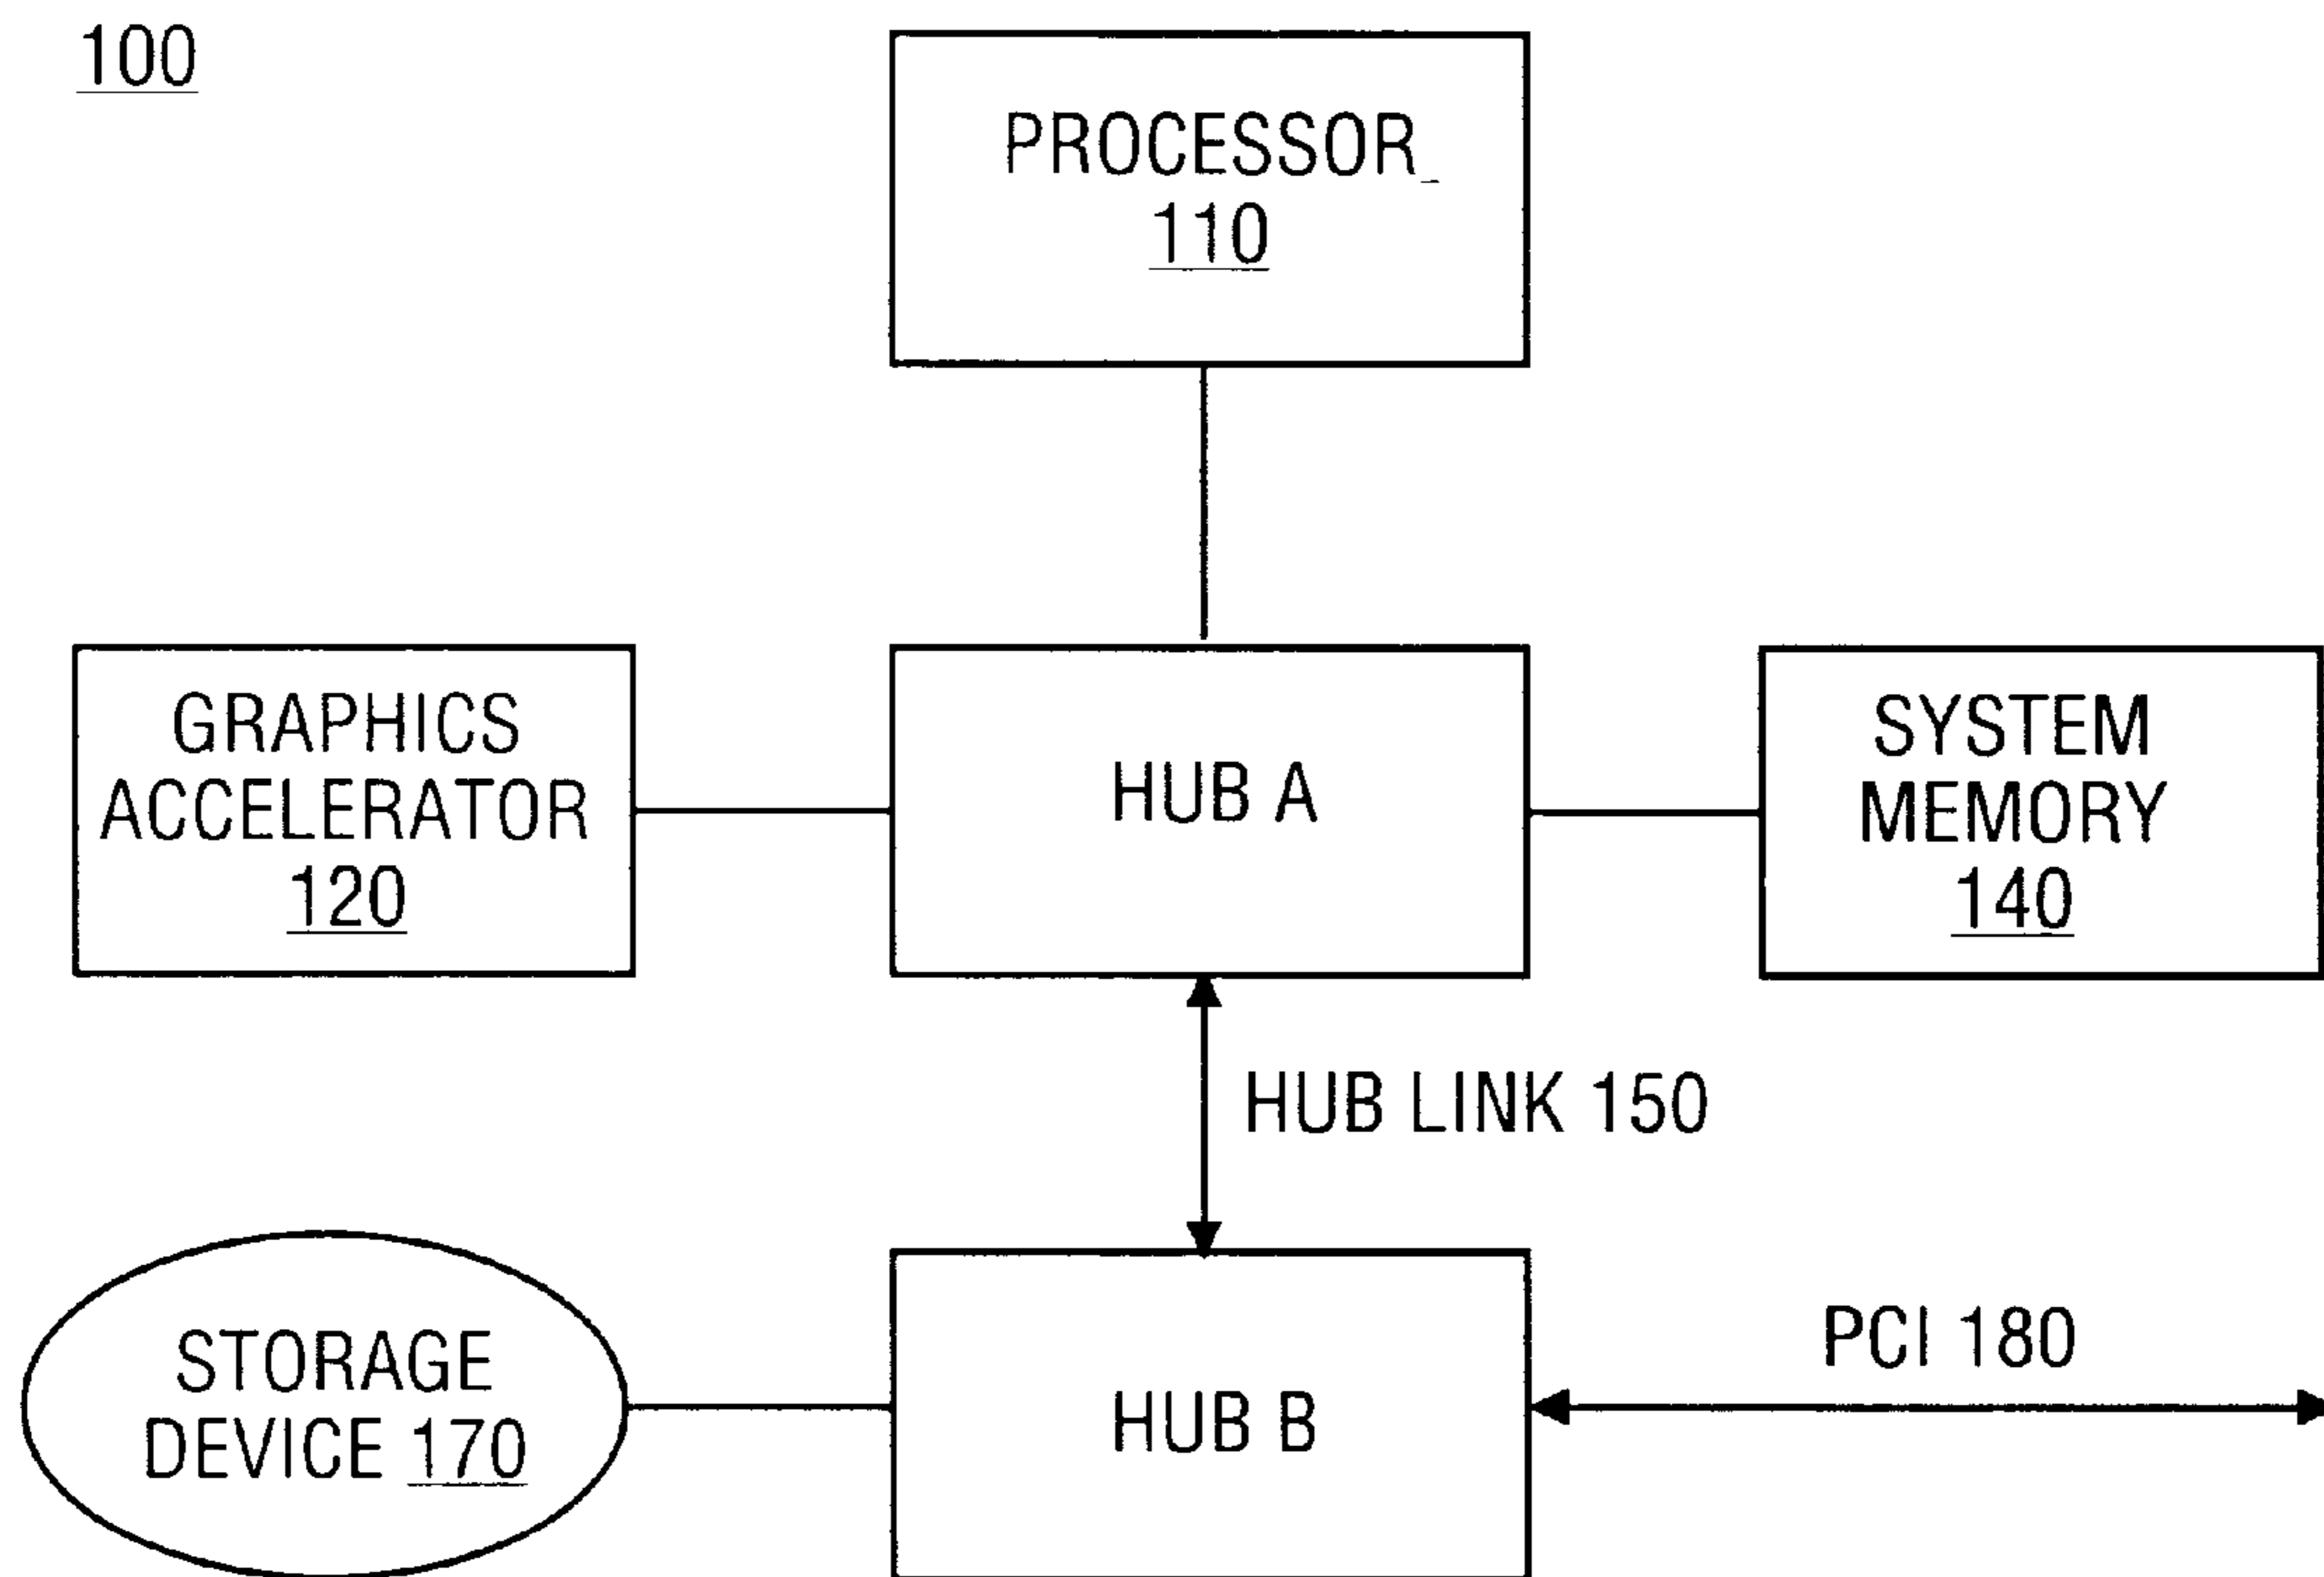 100
PROCESSOR
110
GRAPHICS
ACCELERATOR
120
HUB A
SYSTEM
MEMORY
140
HUB LINK 150
STORAGE
DEVICE 170
HUB B
PCI 180